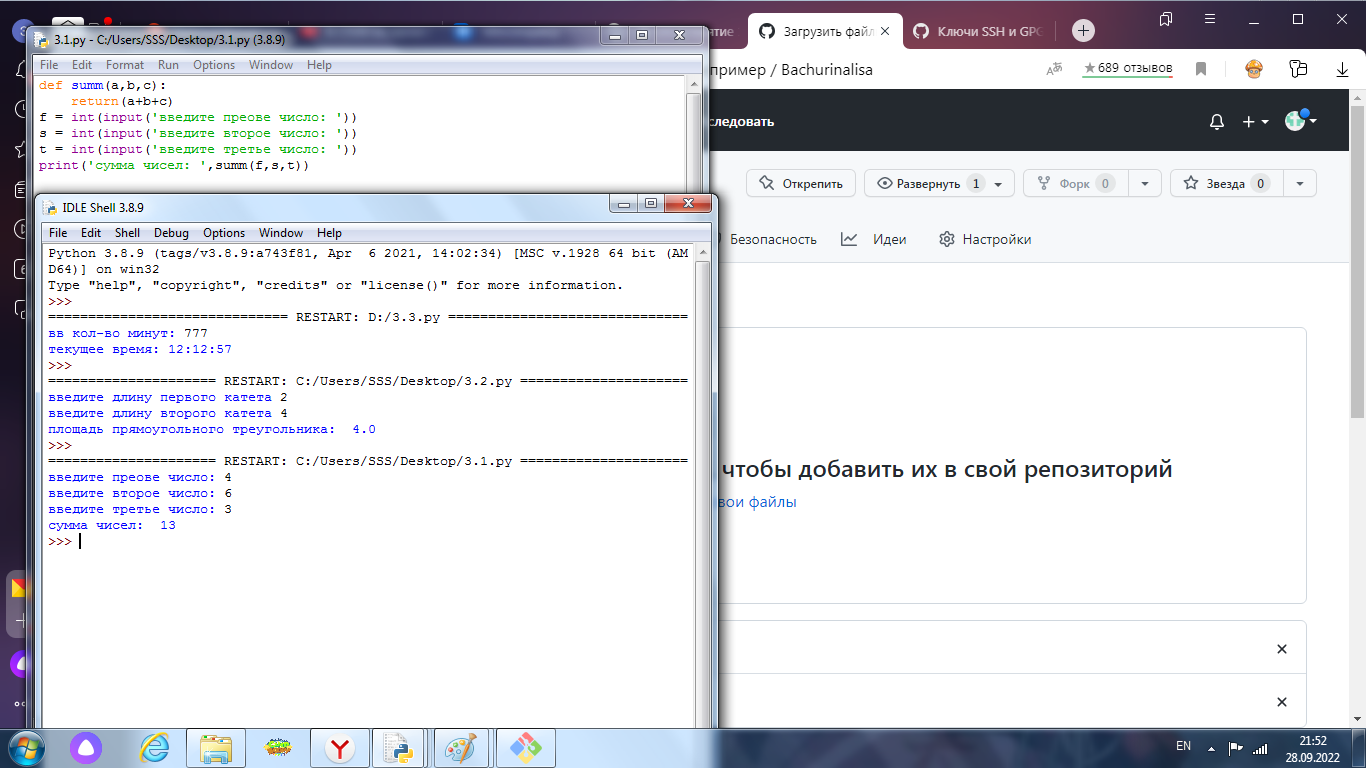 3.1.py - C:/Users/SSS/Desktop/3.1.py (3.8.9)
File Edit Format Run Options Window Help
def summ(a,b,c):
    return(a+b+c)
f = int(input('введите преове число: '))
s = int(input('введите второе число: '))
t = int(input('введите третье число: '))
print('сумма чисел: ',summ(f,s,t))
IDLE Shell 3.8.9
File Edit Shell Debug Options Window Help
Python 3.8.9 (tags/v3.8.9:a743f81, Apr  6 2021, 14:02:34) [MSC v.1928 64 bit (AM
D64)] on win32
Type "help", "copyright", "credits" or "license()" for more information.
>>>
============================== RESTART: D:/3.3.py ==============================
вв кол-во минут: 777
текущее время: 12:12:57
>>>
===================== RESTART: C:/Users/SSS/Desktop/3.2.py =====================
введите длину первого катета 2
введите длину второго катета 4
площадь прямоугольного треугольника:  4.0
>>>
===================== RESTART: C:/Users/SSS/Desktop/3.1.py =====================
введите преове число: 4
введите второе число: 6
введите третье число: 3
сумма чисел:  13
>>>
ятие
Загрузить файл
Ключи SSH и GPG
пример / Bachurinalisa
689 отзывов
следовать
Открепить
Развернуть 1
Форк 0
Звезда 0
Безопасность
Идеи
Настройки
чтобы добавить их в свой репозиторий
вои файлы
EN
21:52
28.09.2022